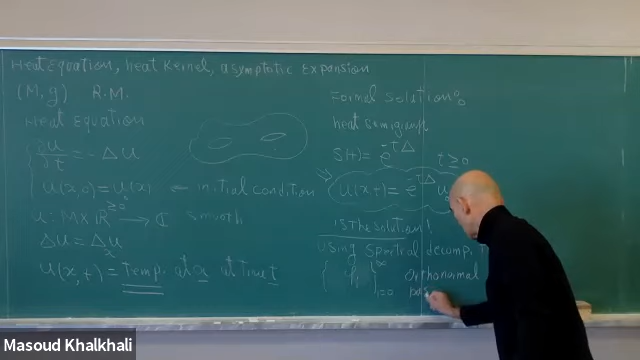 Heat Equation, heat Kernel, asymptotic Expansion
(M, g) R.M.
Heat Equation
∂u/∂t = -Δu
u(x,0) = u₀(x) ← initial condition
u: M×ℝ≥0 → ℂ smooth
Δu = Δₓu
u(x,t) = Temp. at x at time t
Formal Solution:
heat semigroup
S(t) = e^{-tΔ} t ≥ 0
u(x,t) = e^{-tΔ} u
is the solution!
Using Spectral decomp.
{ φᵢ }^∞_{i=0} orthonormal
Masoud Khalkhali